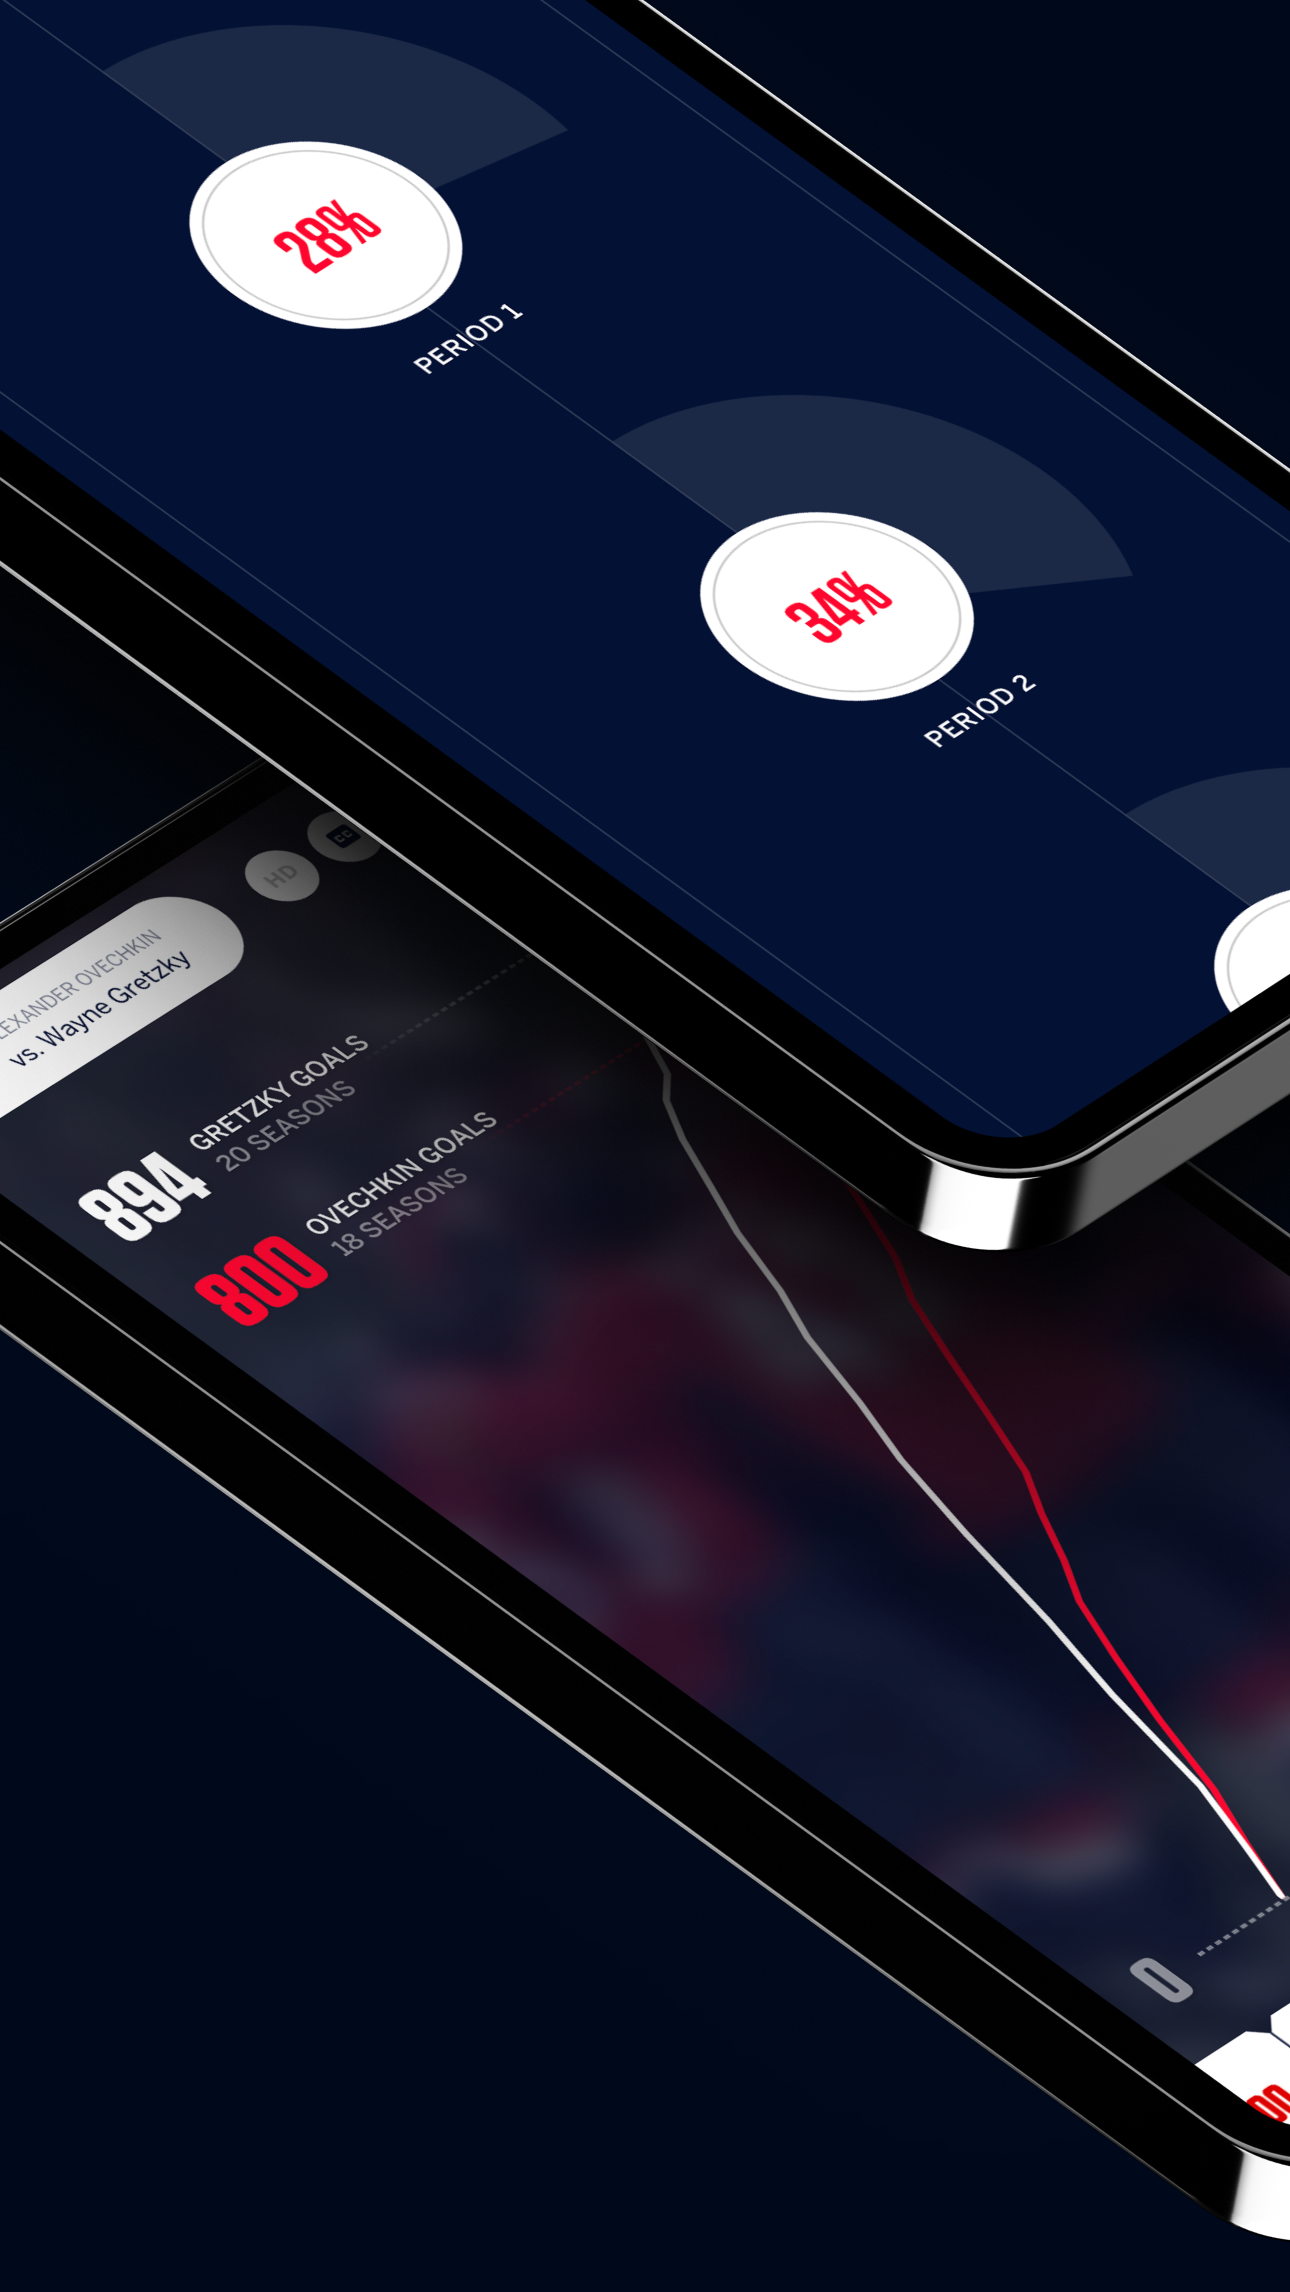 28%
PERIOD 1
34%
PERIOD 2
CC
HD
EXANDER OVECHKIN
vs. Wayne Gretzky
894
GRETZKY GOALS
20 SEASONS
800
OVECHKIN GOALS
18 SEASONS
0